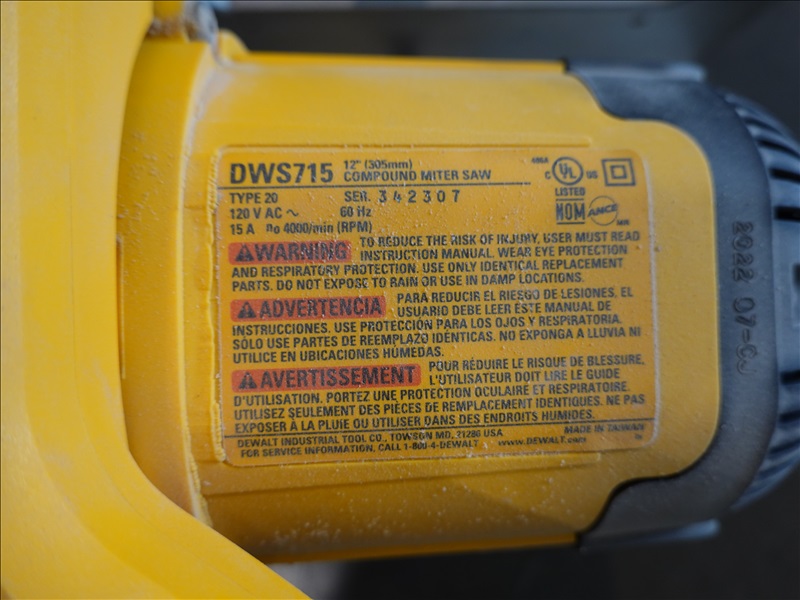 DWS715 12" (305mm)
COMPOUND MITER SAW
TYPE 20 SER. 342307
120 V AC ~ 60 Hz
15 A no 4000/min (RPM)
C UL US
LISTED
NOM ANCE
MR
WARNING TO REDUCE THE RISK OF INJURY, USER MUST READ
INSTRUCTION MANUAL. WEAR EYE PROTECTION
AND RESPIRATORY PROTECTION. USE ONLY IDENTICAL REPLACEMENT
PARTS. DO NOT EXPOSE TO RAIN OR USE IN DAMP LOCATIONS.
ADVERTENCIA PARA REDUCIR EL RIESGO DE LESIONES, EL
USUARIO DEBE LEER ÉSTE MANUAL DE
INSTRUCCIONES. USE PROTECCIÓN PARA LOS OJOS Y RESPIRATORIA.
SÓLO USE PARTES DE REEMPLAZO IDÉNTICAS. NO EXPONGA A LLUVIA NI
UTILICE EN UBICACIONES HÚMEDAS.
AVERTISSEMENT POUR RÉDUIRE LE RISQUE DE BLESSURE,
L'UTILISATEUR DOIT LIRE LE GUIDE
D'UTILISATION. PORTEZ UNE PROTECTION OCULAIRE ET RESPIRATOIRE.
UTILISEZ SEULEMENT DES PIÈCES DE REMPLACEMENT IDENTIQUES. NE PAS
EXPOSER À LA PLUIE OU UTILISER DANS DES ENDROITS HUMIDES.
DEWALT INDUSTRIAL TOOL CO., TOWSON MD, 21286 USA MADE IN TAIWAN
FOR SERVICE INFORMATION, CALL 1-800-4-DEWALT www.DEWALT.com
2022 07-